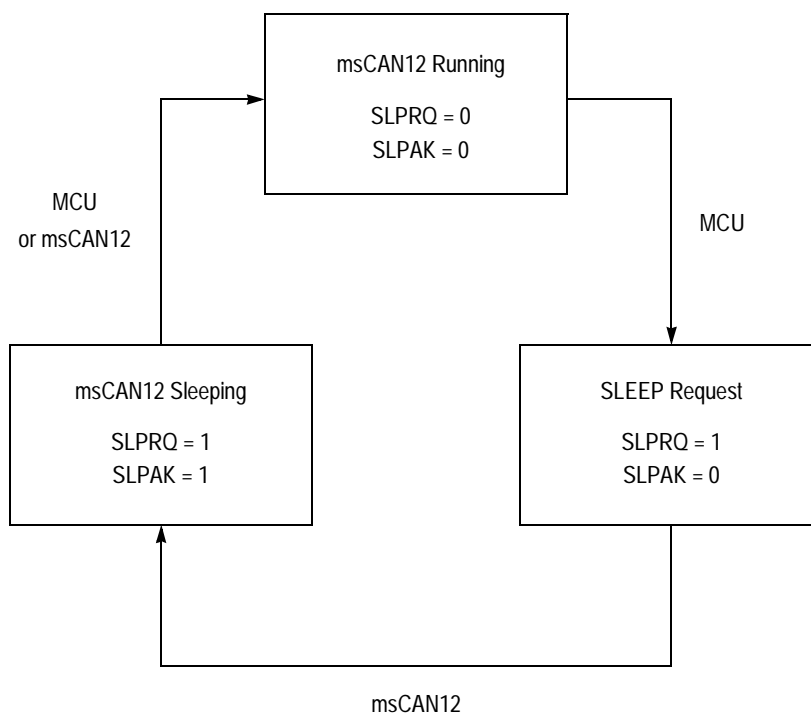 msCAN12 Running
SLPRQ = 0
SLPAK = 0
MCU
or msCAN12
MCU
msCAN12 Sleeping
SLPRQ = 1
SLPAK = 1
SLEEP Request
SLPRQ = 1
SLPAK = 0
msCAN12